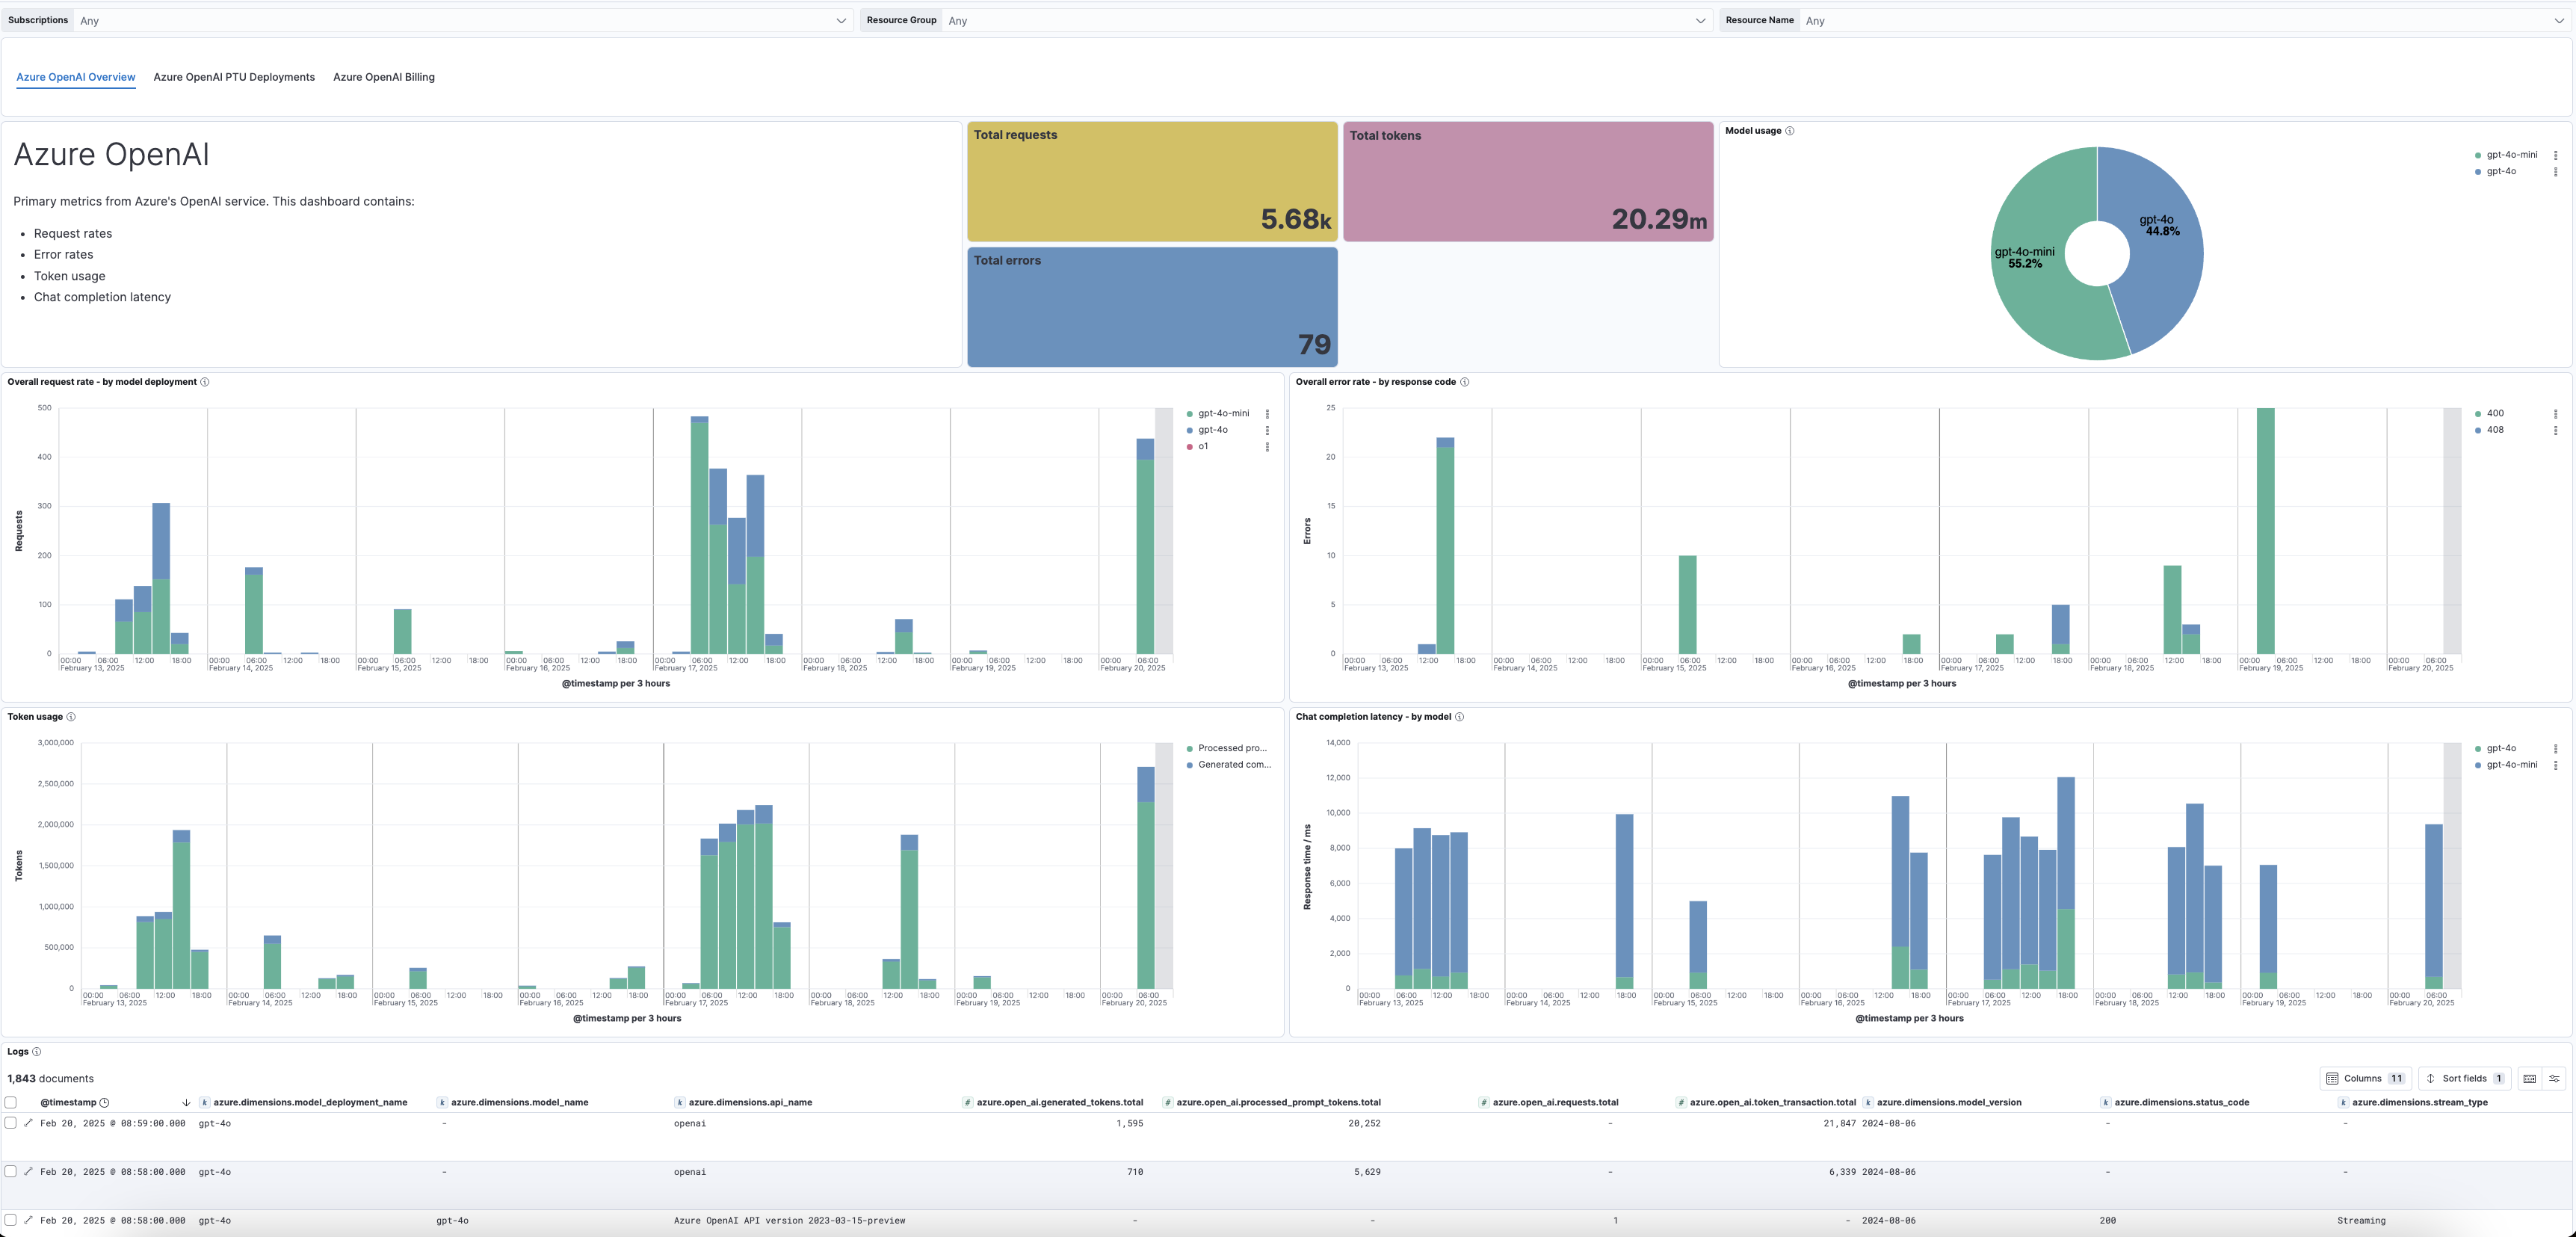 Subscriptions Any Resource Group Any Resource Name Any
Azure OpenAI Overview Azure OpenAI PTU Deployments Azure OpenAI Billing
Azure OpenAI
Primary metrics from Azure's OpenAI service. This dashboard contains:
• Request rates
• Error rates
• Token usage
• Chat completion latency
Total requests
5.68k
Total tokens
20.29m
Total errors
79
Model usage
gpt-4o
44.8%
gpt-4o-mini
55.2%
gpt-4o-mini
gpt-4o
Overall request rate - by model deployment
500
400
300
200
100
0
Requests
00:00 06:00 12:00 18:00 00:00 06:00 12:00 18:00 00:00 06:00 12:00 18:00 00:00 06:00 12:00 18:00 00:00 06:00 12:00 18:00 00:00 06:00 12:00 18:00 00:00 06:00 12:00 18:00 00:00 06:00
February 13, 2025 February 14, 2025 February 15, 2025 February 16, 2025 February 17, 2025 February 18, 2025 February 19, 2025 February 20, 2025
@timestamp per 3 hours
gpt-4o-mini
gpt-4o
o1
Overall error rate - by response code
25
20
15
10
5
0
Errors
00:00 06:00 12:00 18:00 00:00 06:00 12:00 18:00 00:00 06:00 12:00 18:00 00:00 06:00 12:00 18:00 00:00 06:00 12:00 18:00 00:00 06:00 12:00 18:00 00:00 06:00 12:00 18:00 00:00 06:00
February 13, 2025 February 14, 2025 February 15, 2025 February 16, 2025 February 17, 2025 February 18, 2025 February 19, 2025 February 20, 2025
@timestamp per 3 hours
400
408
Token usage
3,000,000
2,500,000
2,000,000
1,500,000
1,000,000
500,000
0
Tokens
00:00 06:00 12:00 18:00 00:00 06:00 12:00 18:00 00:00 06:00 12:00 18:00 00:00 06:00 12:00 18:00 00:00 06:00 12:00 18:00 00:00 06:00 12:00 18:00 00:00 06:00 12:00 18:00 00:00 06:00
February 13, 2025 February 14, 2025 February 15, 2025 February 16, 2025 February 17, 2025 February 18, 2025 February 19, 2025 February 20, 2025
@timestamp per 3 hours
Processed pro...
Generated com...
Chat completion latency - by model
14,000
12,000
10,000
8,000
6,000
4,000
2,000
0
Response time / ms
00:00 06:00 12:00 18:00 00:00 06:00 12:00 18:00 00:00 06:00 12:00 18:00 00:00 06:00 12:00 18:00 00:00 06:00 12:00 18:00 00:00 06:00 12:00 18:00 00:00 06:00 12:00 18:00 00:00 06:00
February 13, 2025 February 14, 2025 February 15, 2025 February 16, 2025 February 17, 2025 February 18, 2025 February 19, 2025 February 20, 2025
@timestamp per 3 hours
gpt-4o
gpt-4o-mini
Logs
1,843 documents
Columns 11 Sort fields 1
@timestamp k azure.dimensions.model_deployment_name k azure.dimensions.model_name k azure.dimensions.api_name # azure.open_ai.generated_tokens.total # azure.open_ai.processed_prompt_tokens.total # azure.open_ai.requests.total # azure.open_ai.token_transaction.total k azure.dimensions.model_version k azure.dimensions.status_code k azure.dimensions.stream_type
Feb 20, 2025 @ 08:59:00.000 gpt-4o - openai 1,595 20,252 - 21,847 2024-08-06 - -
Feb 20, 2025 @ 08:58:00.000 gpt-4o - openai 710 5,629 - 6,339 2024-08-06 - -
Feb 20, 2025 @ 08:58:00.000 gpt-4o gpt-4o Azure OpenAI API version 2023-03-15-preview - - 1 - 2024-08-06 200 Streaming